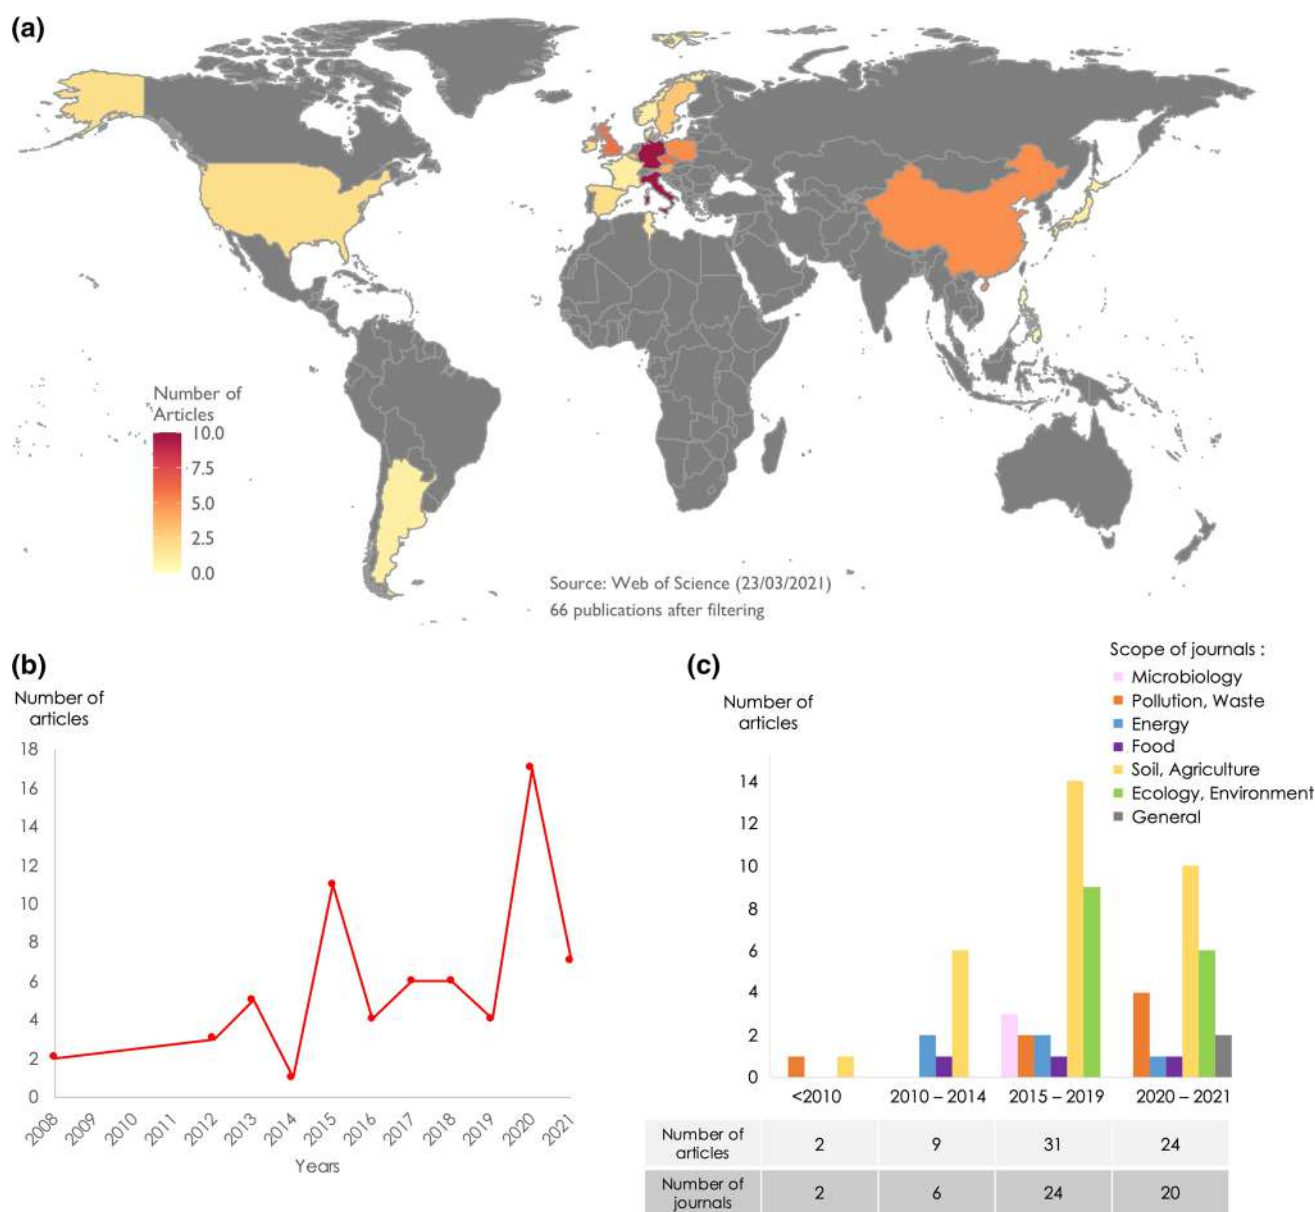 (a)
Number of
Articles
10.0
7.5
5.0
2.5
0.0
Source: Web of Science (23/03/2021)
66 publications after filtering
(b)
Number of
articles
18
16
14
12
10
8
6
4
2
0
2008
2009
2010
2011
2012
2013
2014
2015
2016
2017
2018
2019
2020
2021
Years
(c)
Scope of journals :
Microbiology
Pollution, Waste
Energy
Food
Soil, Agriculture
Ecology, Environment
General
Number of
articles
14
12
10
8
6
4
2
0
<2010 2010 – 2014 2015 – 2019 2020 – 2021
Number of
articles
2 9 31 24
Number of
journals
2 6 24 20